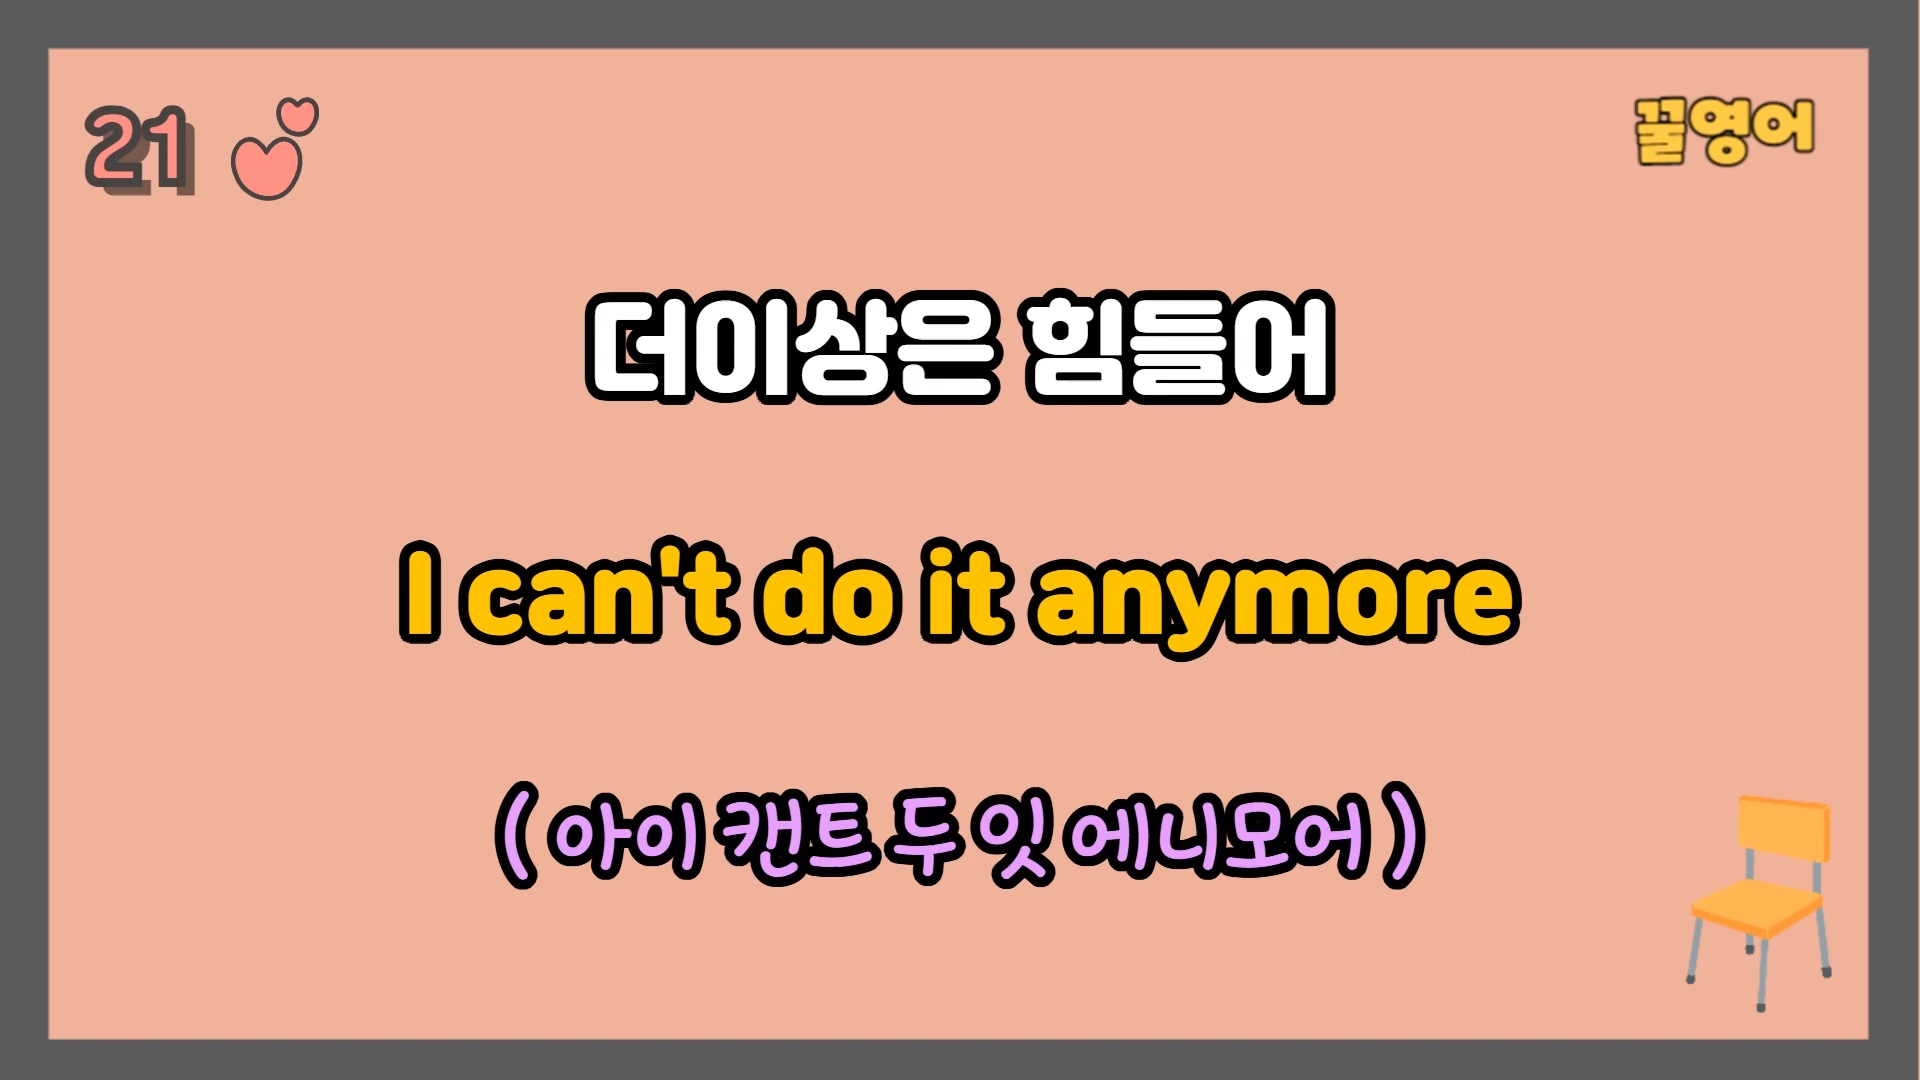 21
꿀영어
더이상은 힘들어
I can't do it anymore
( 아이 캔트 두 잇 에니모어 )